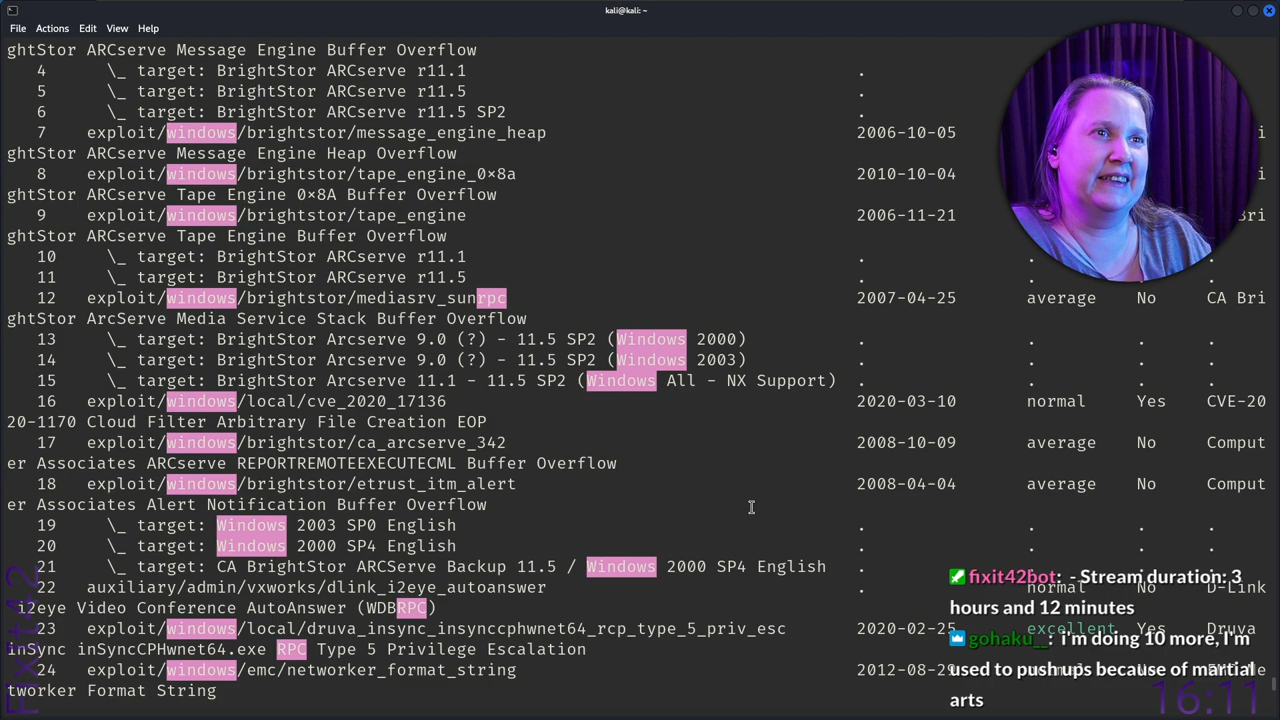 kali@kali: ~
File Actions Edit View Help
ghtStor ARCserve Message Engine Buffer Overflow
4 \_ target: BrightStor ARCserve r11.1 .
5 \_ target: BrightStor ARCserve r11.5 .
6 \_ target: BrightStor ARCserve r11.5 SP2 .
7 exploit/windows/brightstor/message_engine_heap 2006-10-05
ghtStor ARCserve Message Engine Heap Overflow
8 exploit/windows/brightstor/tape_engine_0×8a 2010-10-04
ghtStor ARCserve Tape Engine 0×8A Buffer Overflow
9 exploit/windows/brightstor/tape_engine 2006-11-21
ghtStor ARCserve Tape Engine Buffer Overflow
10 \_ target: BrightStor ARCserve r11.1 . . . .
11 \_ target: BrightStor ARCserve r11.5 . . . .
12 exploit/windows/brightstor/mediasrv_sunrpc 2007-04-25 average No CA Bri
ghtStor ArcServe Media Service Stack Buffer Overflow
13 \_ target: BrightStor Arcserve 9.0 (?) - 11.5 SP2 (Windows 2000) . . . .
14 \_ target: BrightStor Arcserve 9.0 (?) - 11.5 SP2 (Windows 2003) . . . .
15 \_ target: BrightStor Arcserve 11.1 - 11.5 SP2 (Windows All - NX Support) . . . .
16 exploit/windows/local/cve_2020_17136 2020-03-10 normal Yes CVE-20
20-1170 Cloud Filter Arbitrary File Creation EOP
17 exploit/windows/brightstor/ca_arcserve_342 2008-10-09 average No Comput
er Associates ARCserve REPORTREMOTEEXECUTECML Buffer Overflow
18 exploit/windows/brightstor/etrust_itm_alert 2008-04-04 average No Comput
er Associates Alert Notification Buffer Overflow
19 \_ target: Windows 2003 SP0 English . . . .
20 \_ target: Windows 2000 SP4 English . . . .
21 \_ target: CA BrightStor ARCServe Backup 11.5 / Windows 2000 SP4 English .
22 auxiliary/admin/vxworks/dlink_i2eye_autoanswer . normal No D-Link
i2eye Video Conference AutoAnswer (WDBRPC)
23 exploit/windows/local/druva_insync_insynccphwnet64_rcp_type_5_priv_esc 2020-02-25 excellent Yes Druva
inSync inSyncCPHwnet64.exe RPC Type 5 Privilege Escalation
24 exploit/windows/emc/networker_format_string 2012-08-29
tworker Format String
fixit42bot: - Stream duration: 3
hours and 12 minutes
gohaku__: i'm doing 10 more, I'm
used to push ups because of martial
arts
Fixit42
16:11